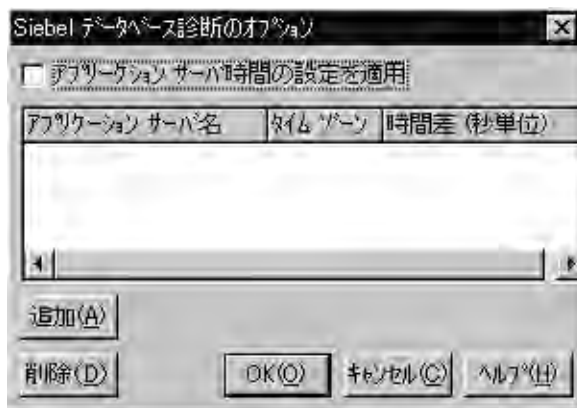 Siebel ﾃﾞｰﾀﾍﾞｰｽ診断のｵﾌﾟｼｮﾝ
ｱﾌﾟﾘｹｰｼｮﾝ ｻｰﾊﾞ時間の設定を適用
ｱﾌﾟﾘｹｰｼｮﾝ ｻｰﾊﾞ名 ﾀｲﾑ ｿﾞｰﾝ 時間差 (秒単位)
追加(A)
削除(D) OK(O) ｷｬﾝｾﾙ(C) ﾍﾙﾌﾟ(H)